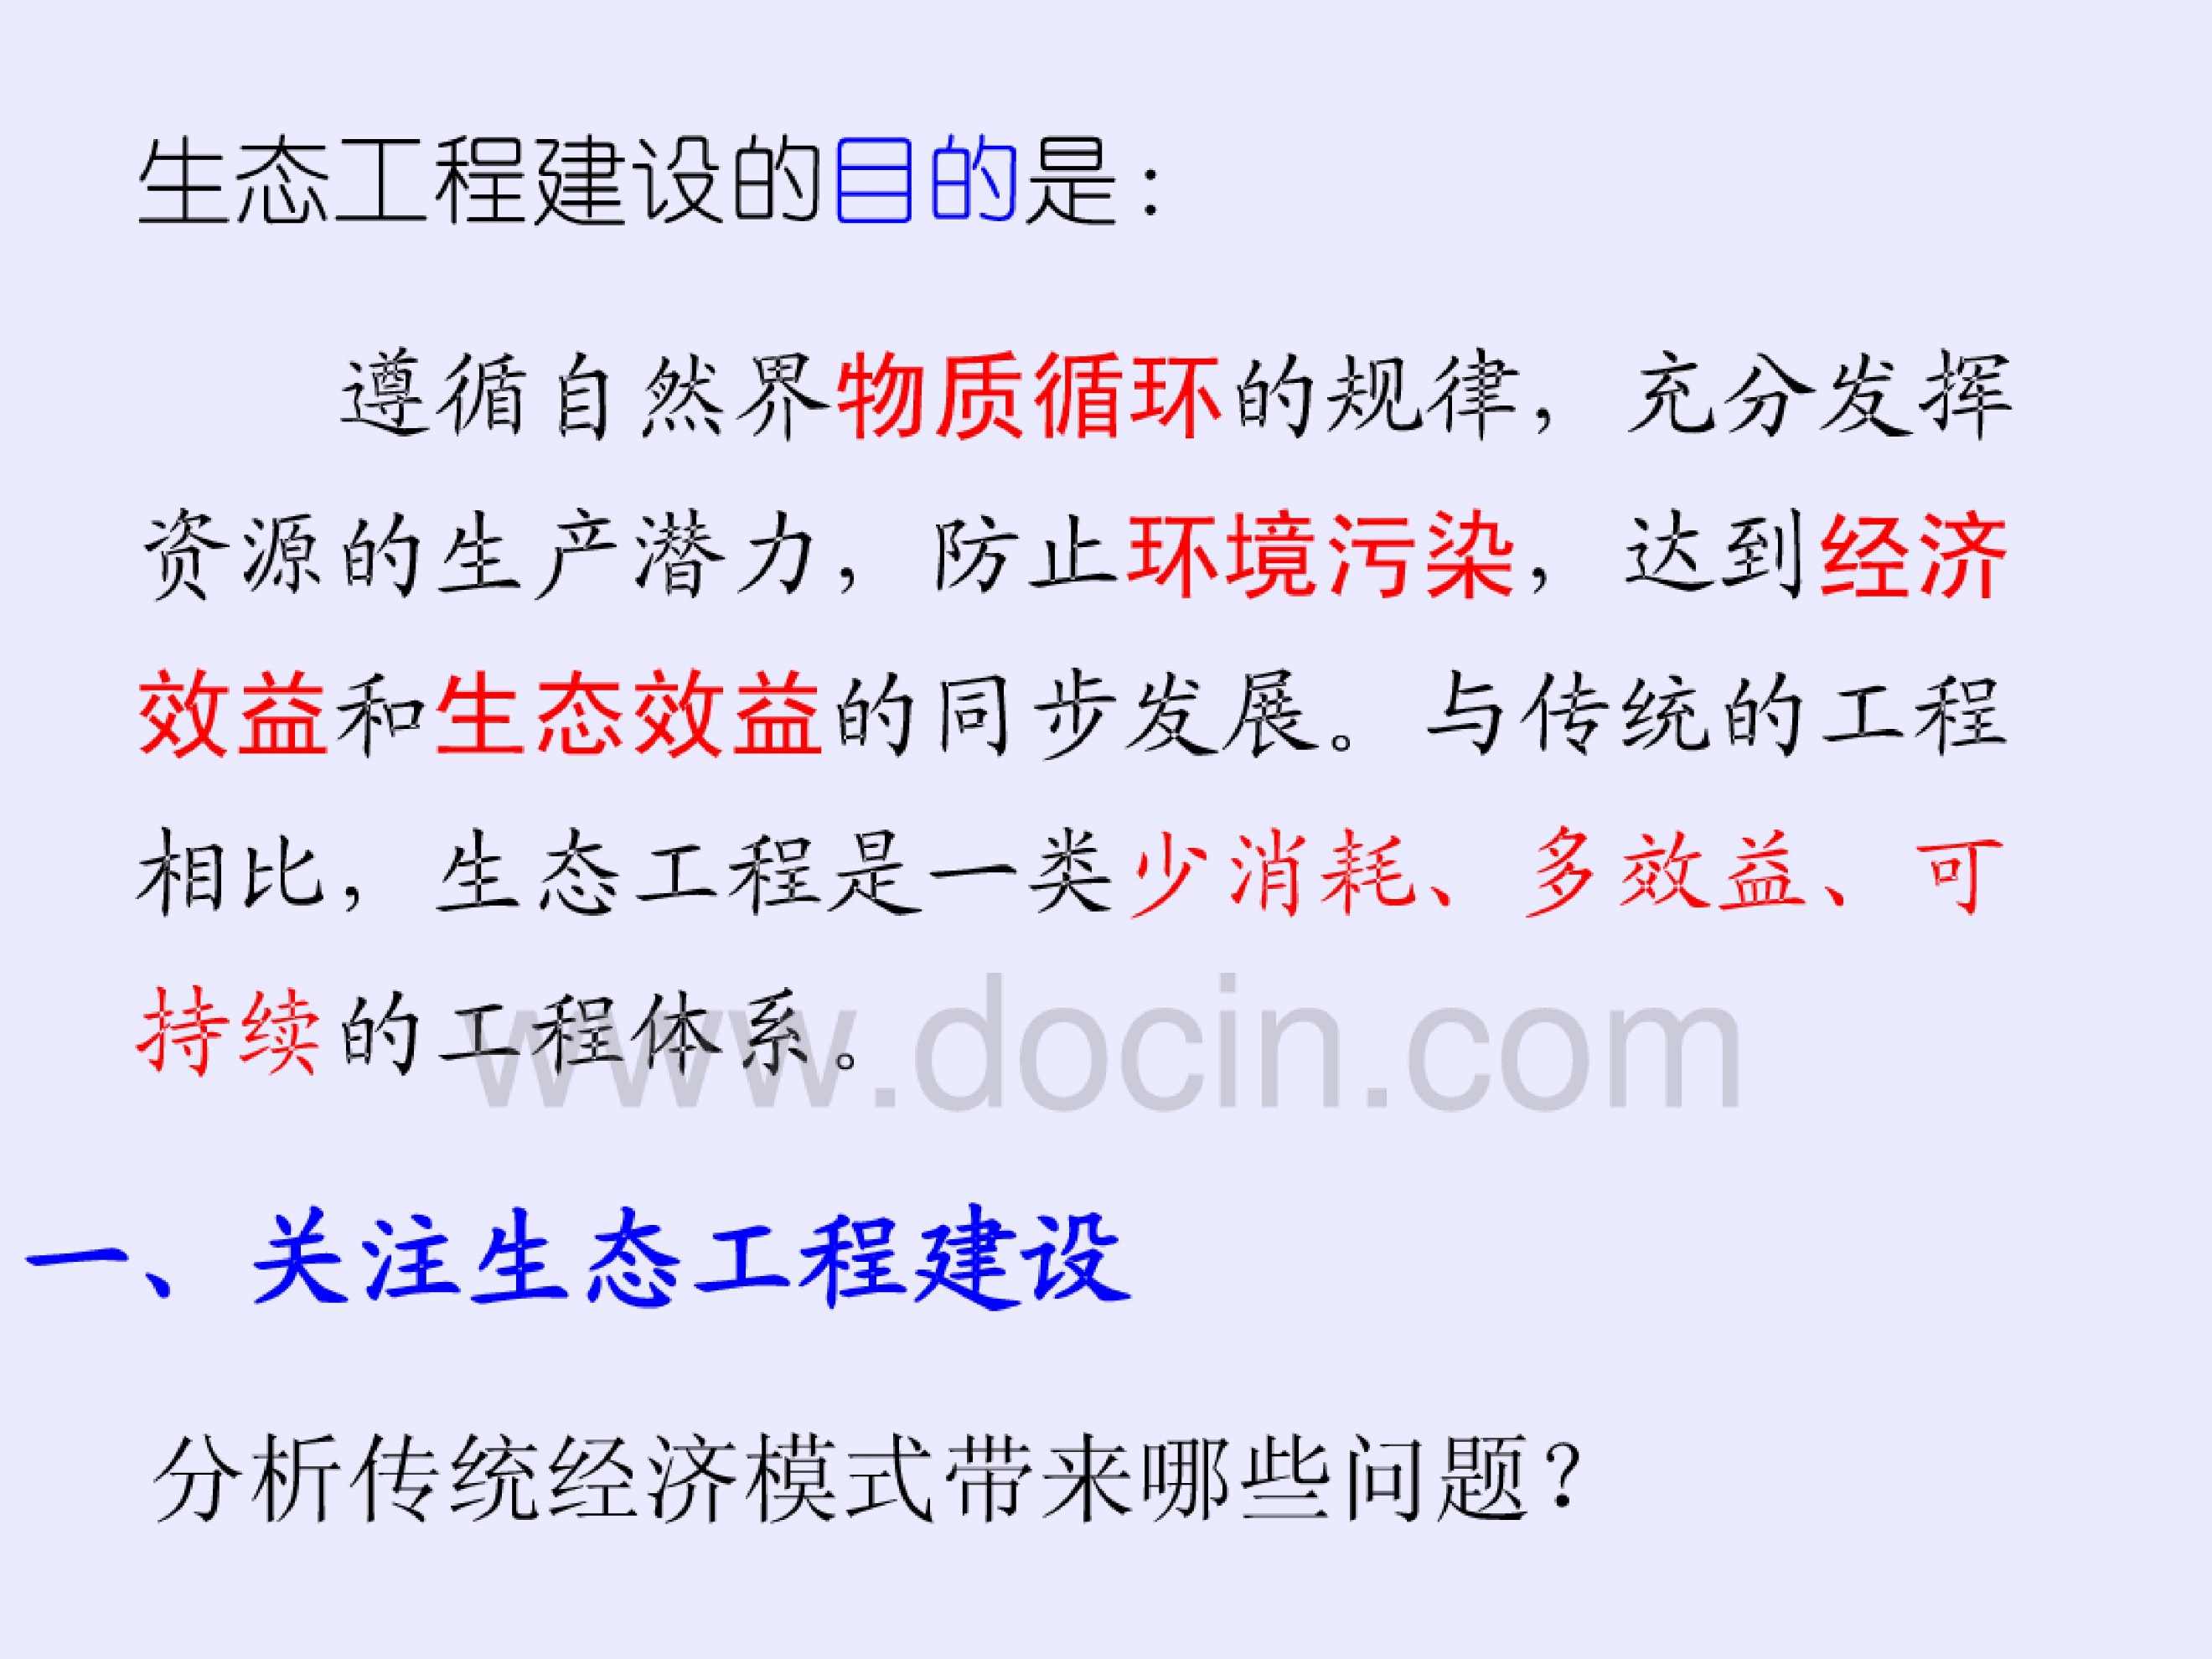 生态工程建设的目的是：
遵循自然界物质循环的规律，充分发挥
资源的生产潜力，防止环境污染，达到经济
效益和生态效益的同步发展。与传统的工程
相比，生态工程是一类少消耗、多效益、可
持续的工程体系。
www.docin.com
一、关注生态工程建设
分析传统经济模式带来哪些问题？